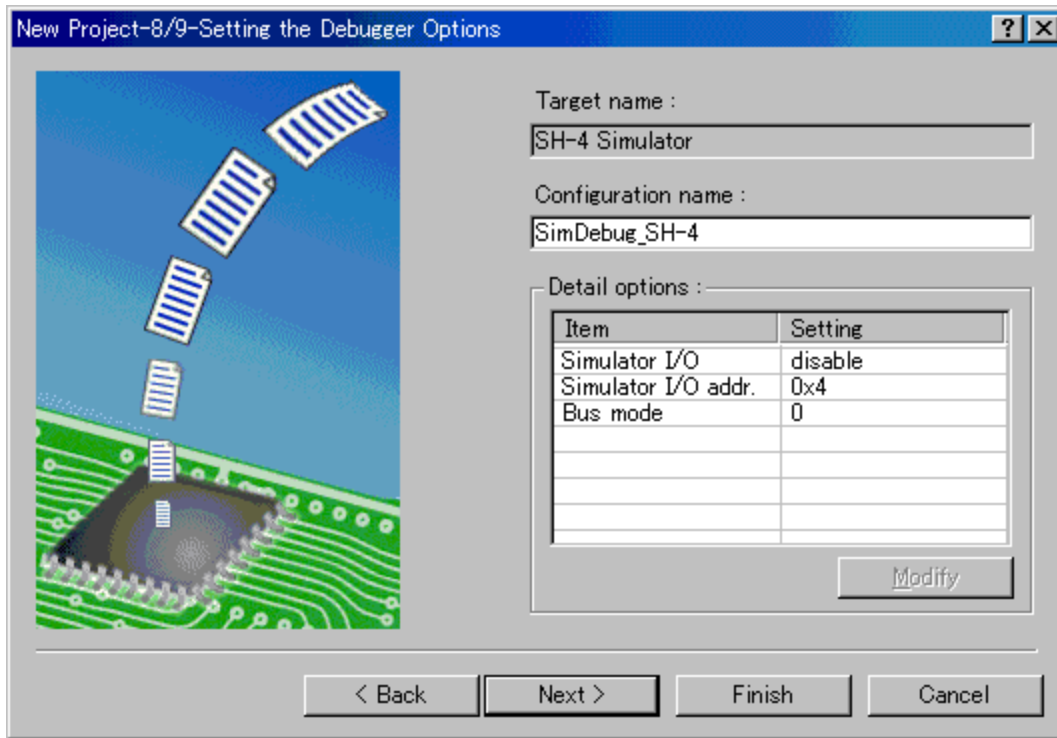 New Project-8/9-Setting the Debugger Options
Target name :
SH-4 Simulator
Configuration name :
SimDebug_SH-4
Detail options :
Item Setting
Simulator I/O disable
Simulator I/O addr. 0x4
Bus mode 0
Modify
< Back Next > Finish Cancel